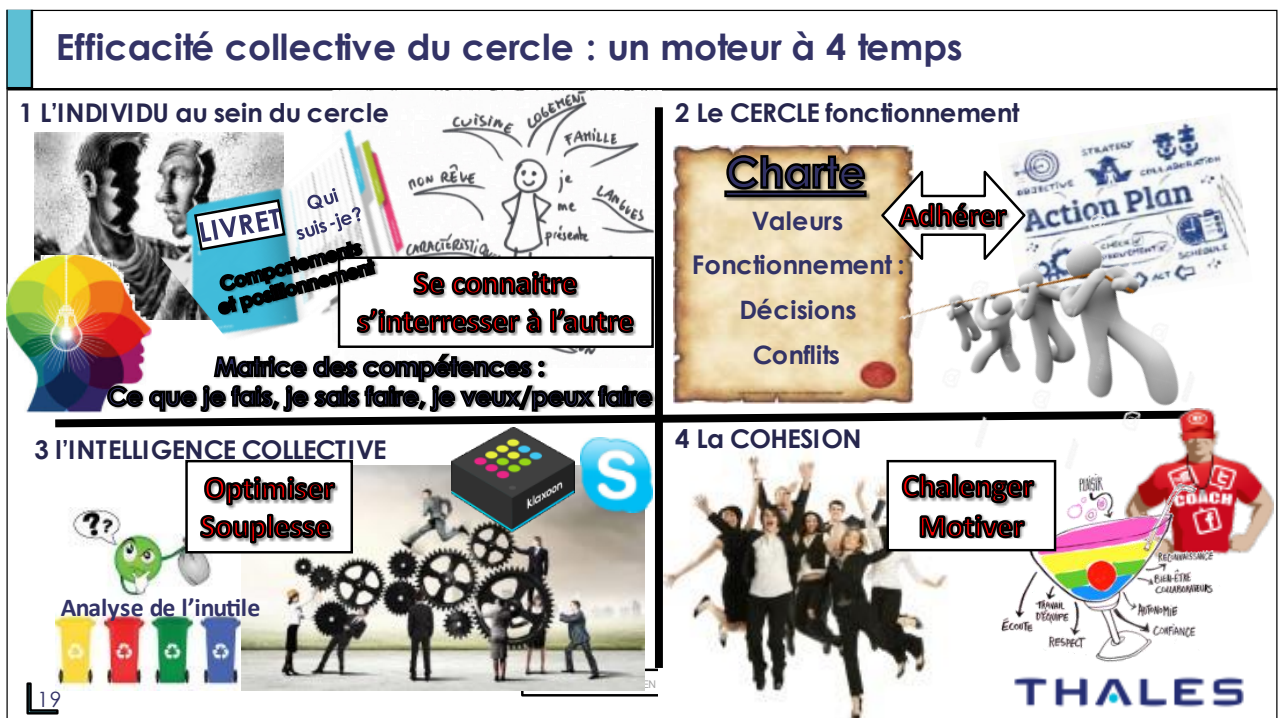 Efficacité collective du cercle : un moteur à 4 temps
1 L'INDIVIDU au sein du cercle
CUISINE
LOGEMENT
FAMILLE
LANGUES
MON RÊVE
je
me
présente
LIVRET
Qui
suis-je?
Comportements
et positionnement
Se connaitre
s'interresser à l'autre
Matrice des compétences :
Ce que je fais, je sais faire, je veux/peux faire
2 Le CERCLE fonctionnement
Charte
Valeurs
Fonctionnement :
Décisions
Conflits
Adhérer
STRATEGY
COLLABORATION
OBJECTIVE
Action Plan
CHECK
SCHEDULE
ACT
3 l'INTELLIGENCE COLLECTIVE
Optimiser
Souplesse
klaxoon
S
??
Analyse de l'inutile
4 La COHESION
Chalenger
Motiver
COACH
f
PLAISIR
RECONNAISSANCE
BIEN-ÊTRE
COLLABORATEURS
AUTONOMIE
CONFIANCE
TRAVAIL
D'ÉQUIPE
ÉCOUTE
RESPECT
19
EN
THALES